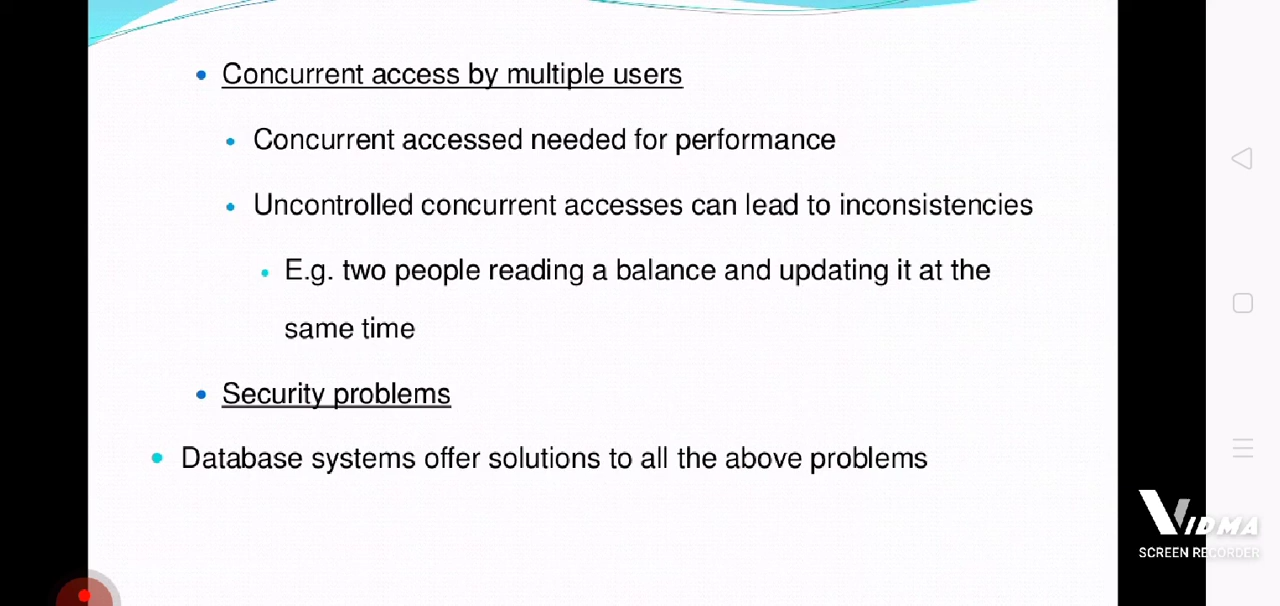 Concurrent access by multiple users
Concurrent accessed needed for performance
Uncontrolled concurrent accesses can lead to inconsistencies
E.g. two people reading a balance and updating it at the
same time
Security problems
Database systems offer solutions to all the above problems
VIDMA
SCREEN RECORDER